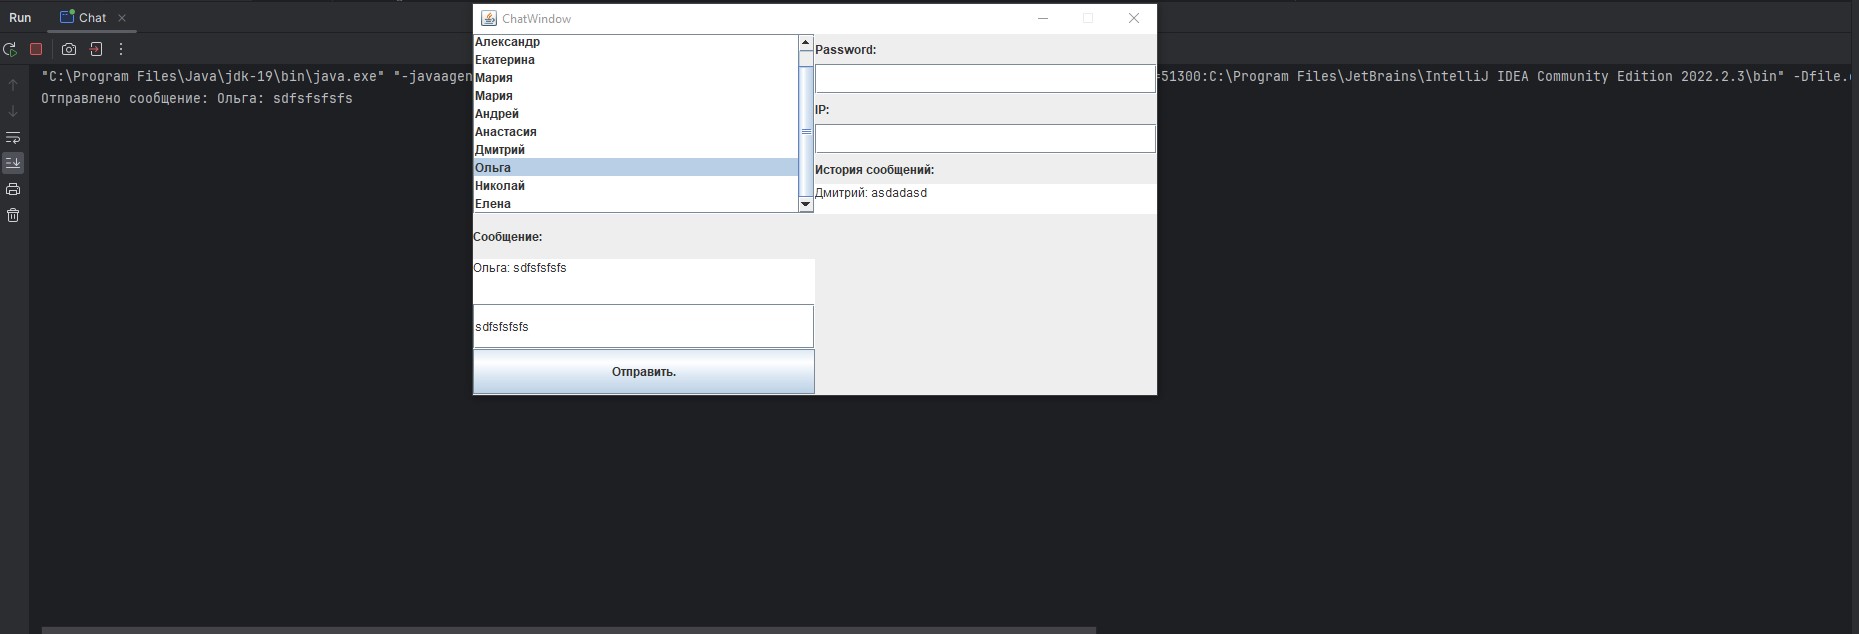 Run
Chat
ChatWindow
"C:\Program Files\Java\jdk-19\bin\java.exe" "-javaagen
=51300:C:\Program Files\JetBrains\IntelliJ IDEA Community Edition 2022.2.3\bin" -Dfile.
Отправлено сообщение: Ольга: sdfsfsfsfs
Александр
Екатерина
Мария
Мария
Андрей
Анастасия
Дмитрий
Ольга
Николай
Елена
Password:
IP:
История сообщений:
Дмитрий: asdadasd
Сообщение:
Ольга: sdfsfsfsfs
sdfsfsfsfs
Отправить.